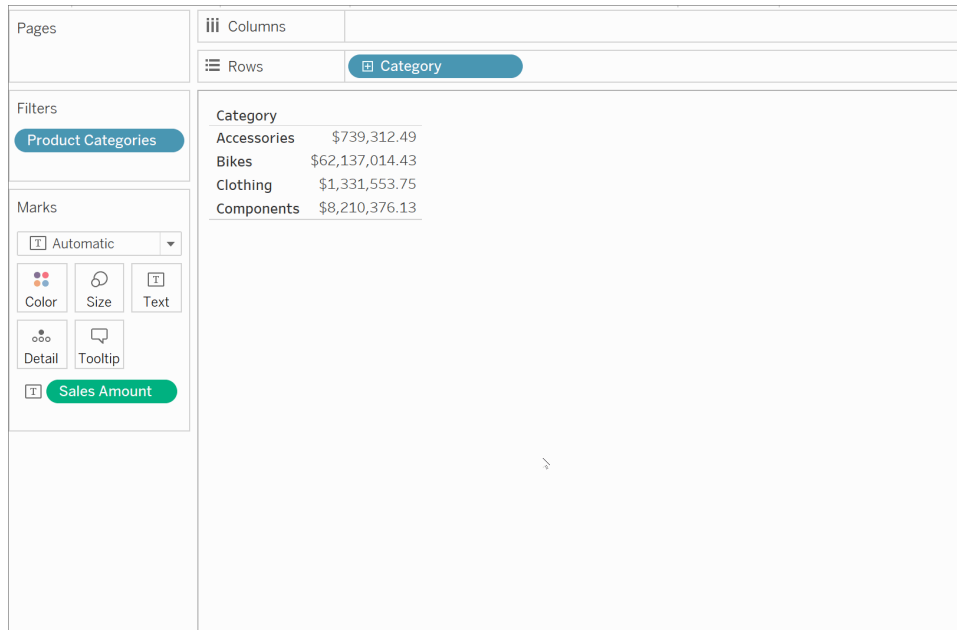 Pages
Columns
Rows
Category
Filters
Product Categories
Marks
T Automatic
Color Size T Text
Detail Tooltip
T Sales Amount
Category
Accessories $739,312.49
Bikes $62,137,014.43
Clothing $1,331,553.75
Components $8,210,376.13